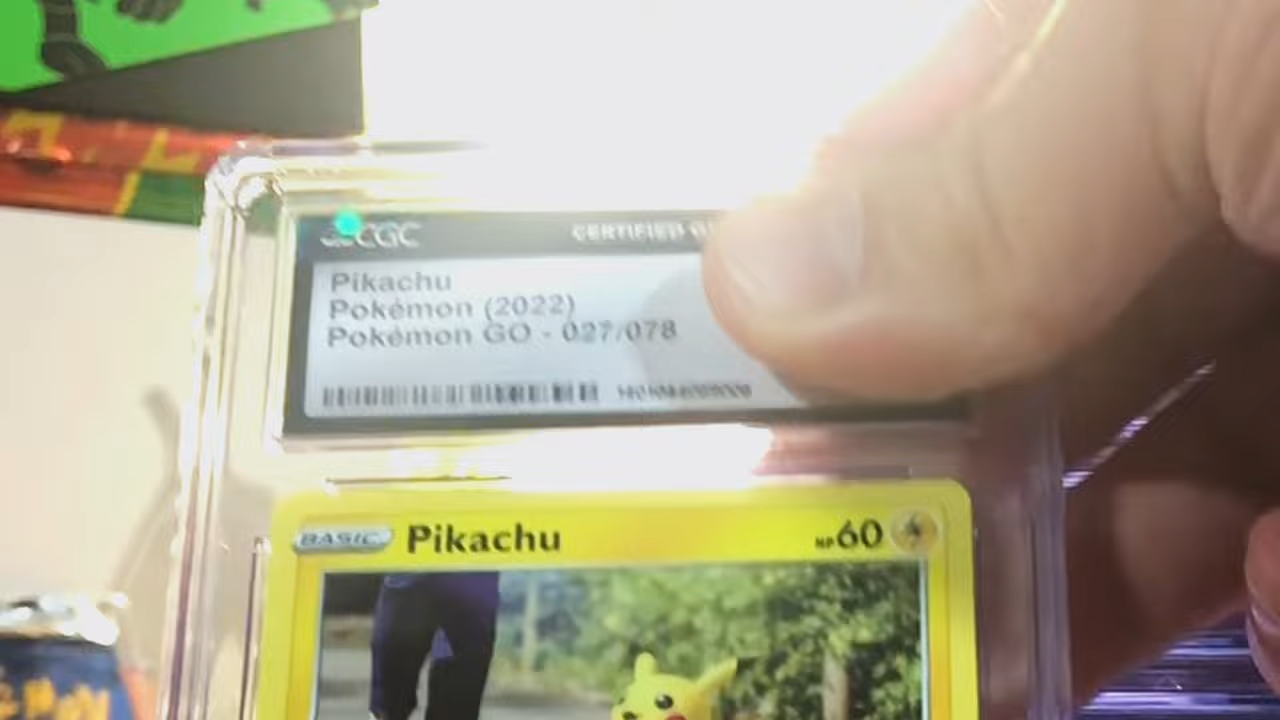 CGC
CERTIFIED
Pikachu
Pokémon (2022)
Pokémon GO - 027/078
BASIC
Pikachu
HP 60